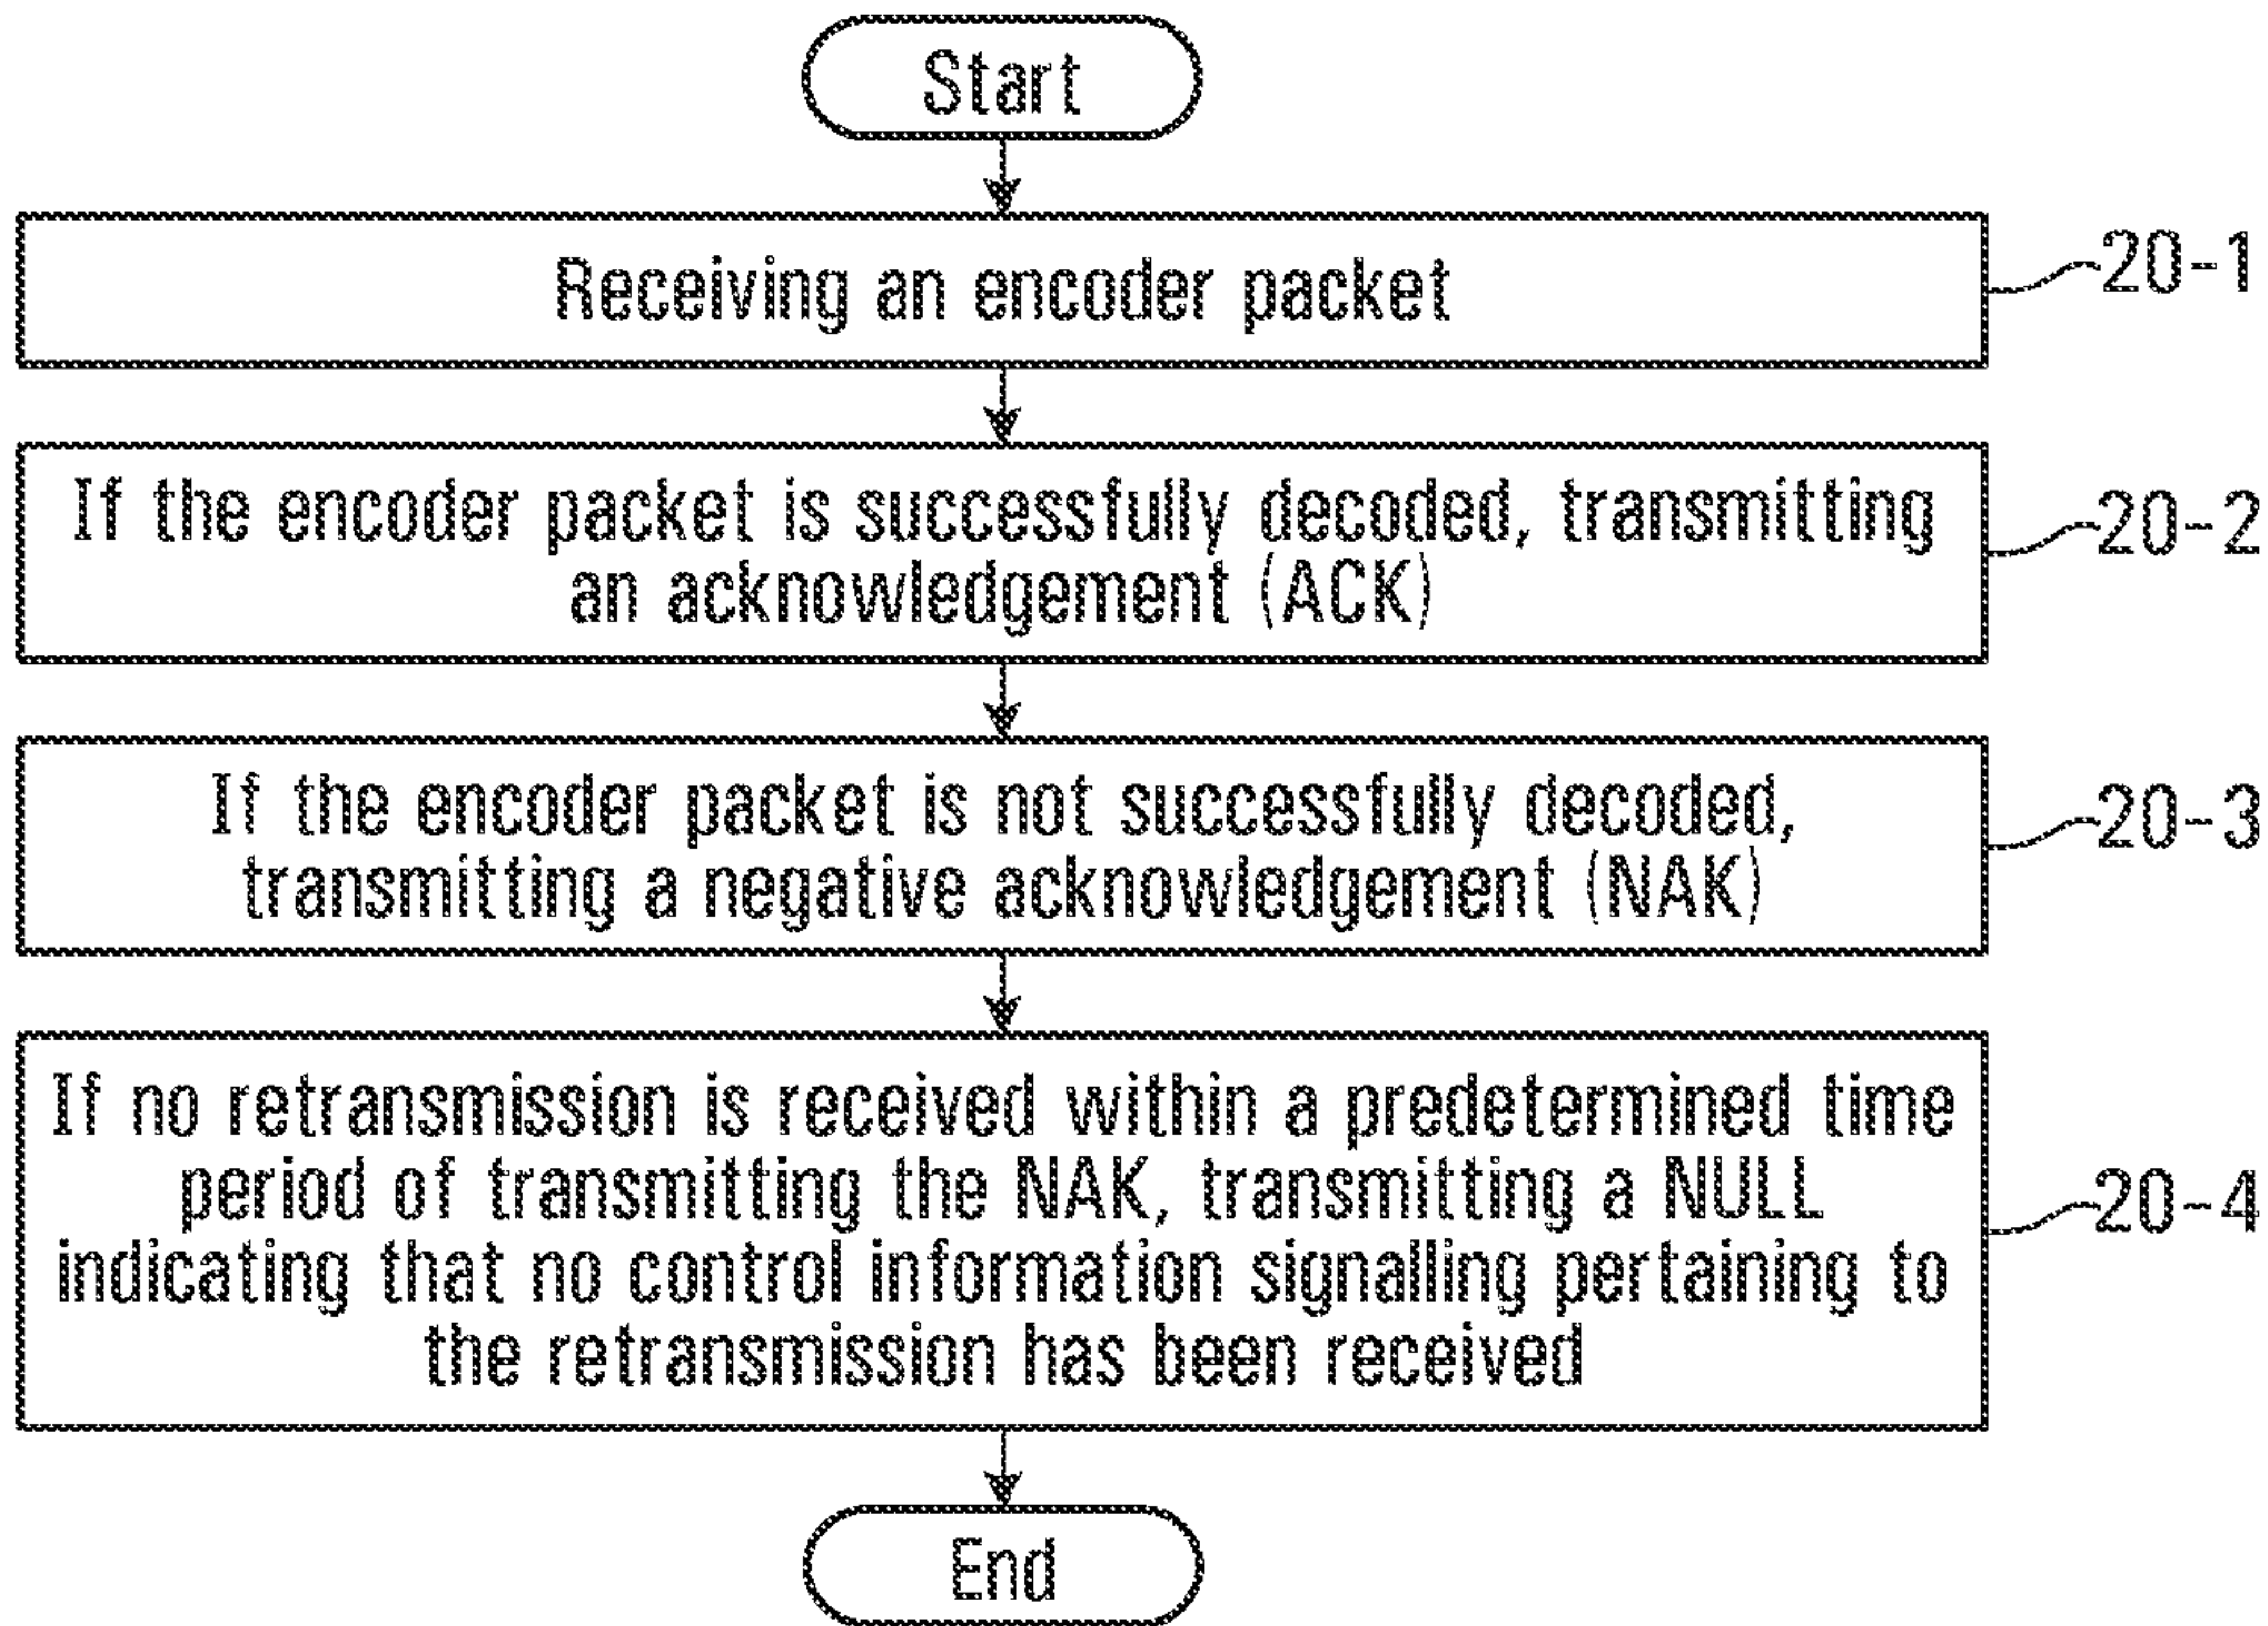 Start
Receiving an encoder packet
20-1
If the encoder packet is successfully decoded, transmitting
an acknowledgement (ACK)
20-2
If the encoder packet is not successfully decoded,
transmitting a negative acknowledgement (NAK)
20-3
If no retransmission is received within a predetermined time
period of transmitting the NAK, transmitting a NULL
indicating that no control information signalling pertaining to
the retransmission has been received
20-4
End